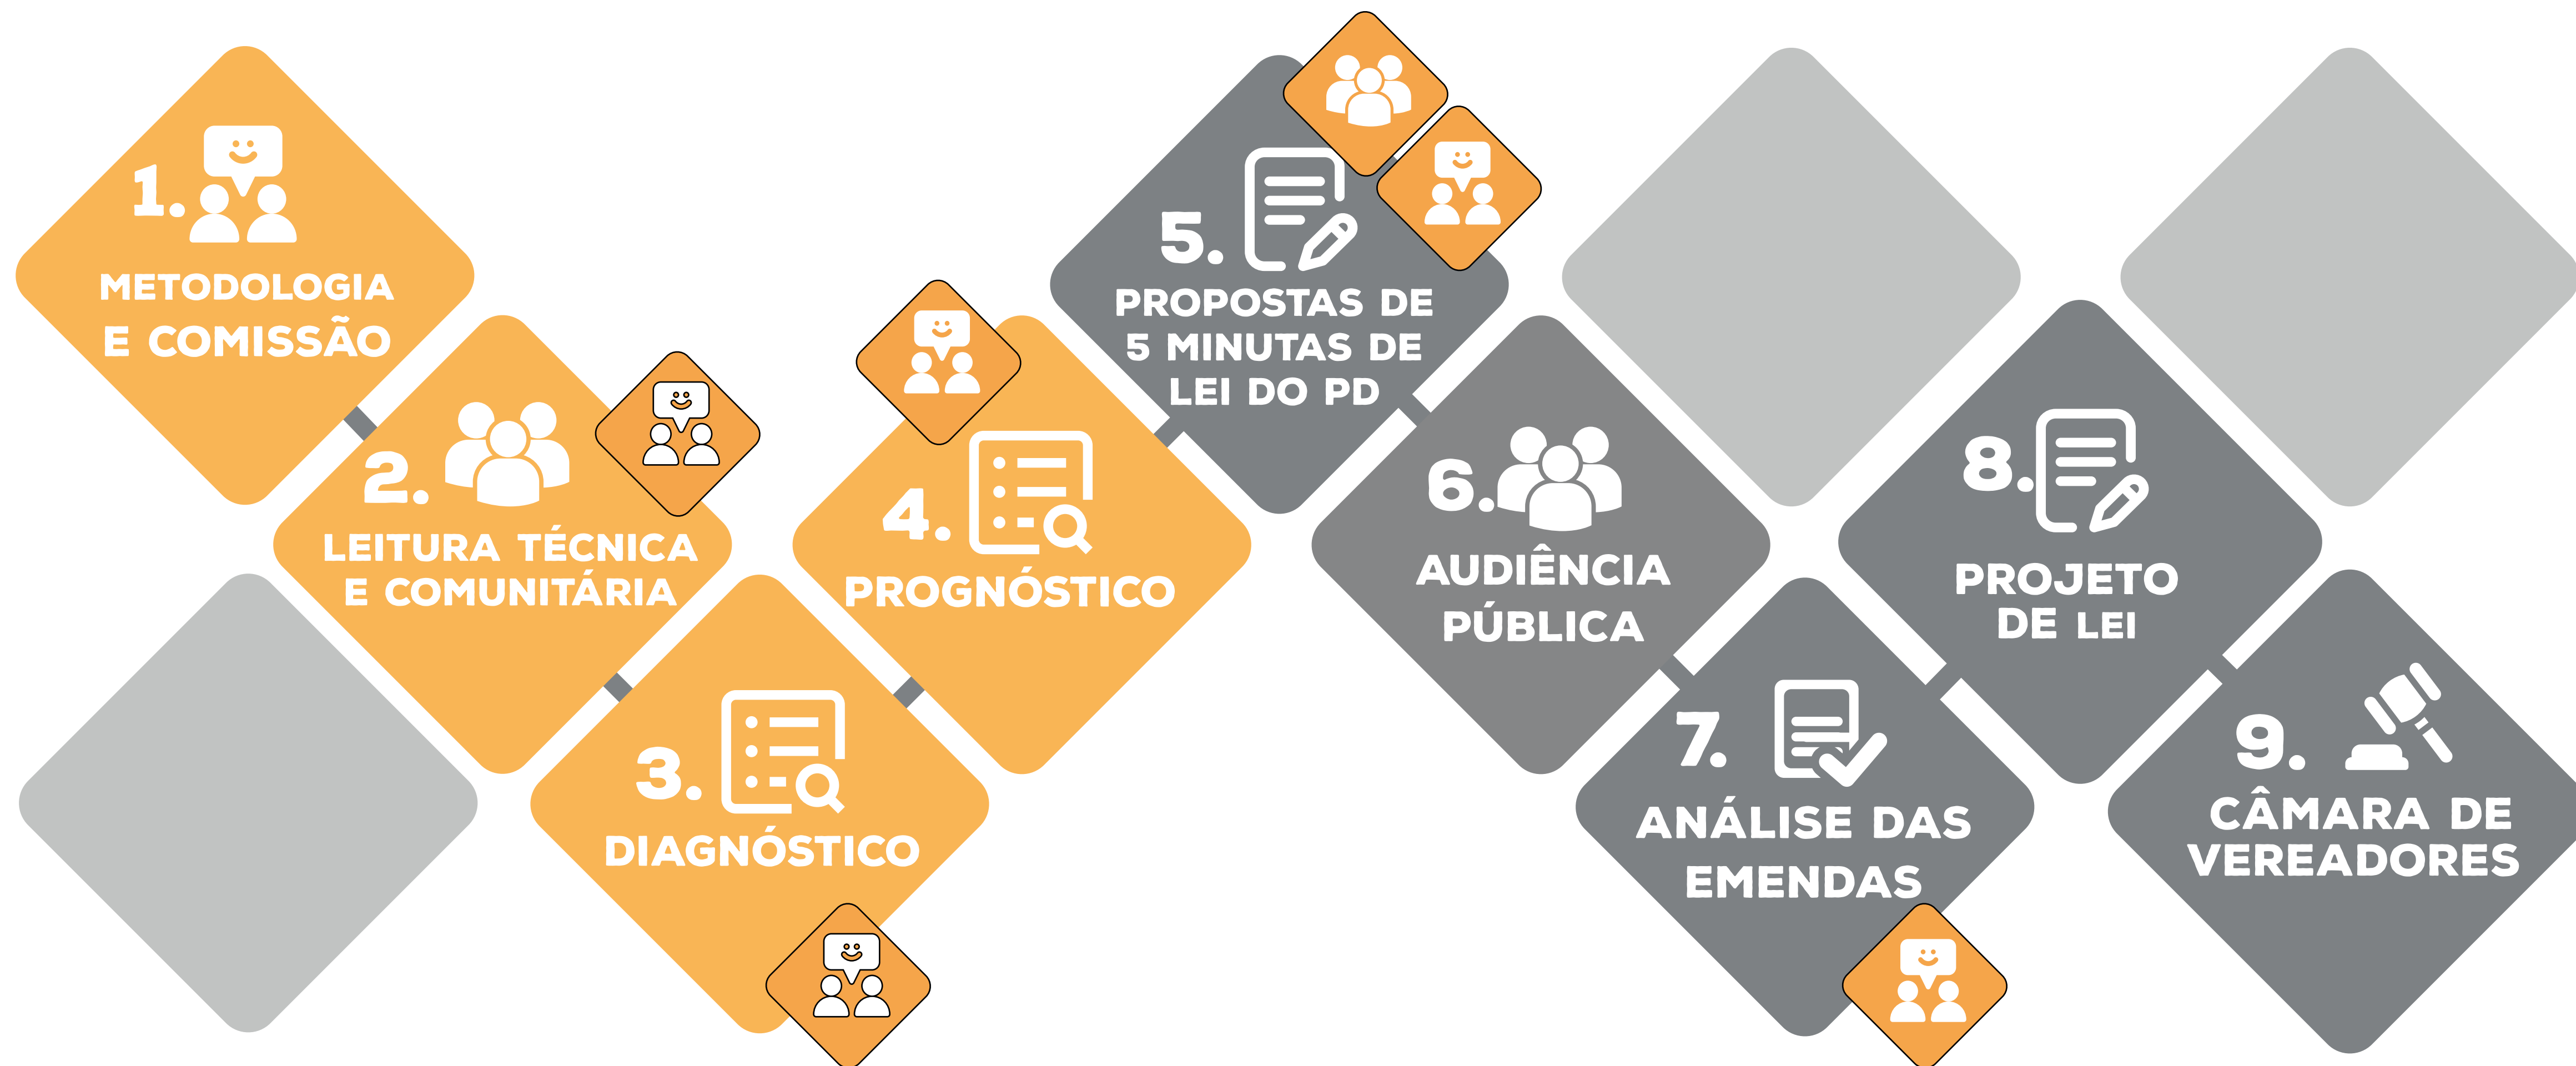 1.
METODOLOGIA
E COMISSÃO
2.
LEITURA TÉCNICA
E COMUNITÁRIA
3.
DIAGNÓSTICO
4.
PROGNÓSTICO
5.
PROPOSTAS DE
5 MINUTAS DE
LEI DO PD
6.
AUDIÊNCIA
PÚBLICA
7.
ANÁLISE DAS
EMENDAS
8.
PROJETO
DE LEI
9.
CÂMARA DE
VEREADORES